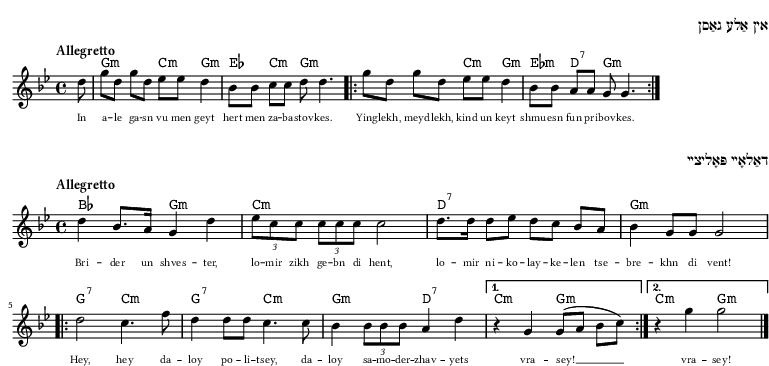 אין אַלע גאַסן
Allegretto
Gm Cm Gm E♭ Cm Gm Cm Gm E♭m D7 Gm
In a-le ga-sn vu men geyt hert men za-bastovkes. Yinglekh, meydlekh, kind un keyt shmuesn fun pribovkes.
דאַלאָיי פּאָליציי
Allegretto
B♭ Gm Cm D7 Gm
3 3
Bri-der un shves-ter, lo-mir zikh ge-bn di hent, lo-mir ni-ko-lay-ke-len tse-bre-khn di vent!
1. 2.
5 G7 Cm G7 Cm Gm D7 Cm Gm Cm Gm
3
Hey, hey da-loy po-li-tsey, da-loy sa-mo-der-zhav-yets vra-sey! vra-sey!